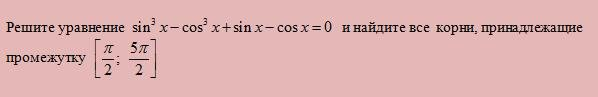 Решите уравнение sin³ x − cos³ x + sin x − cos x = 0 и найдите все корни, принадлежащие
промежутку [π/2; 5π/2]